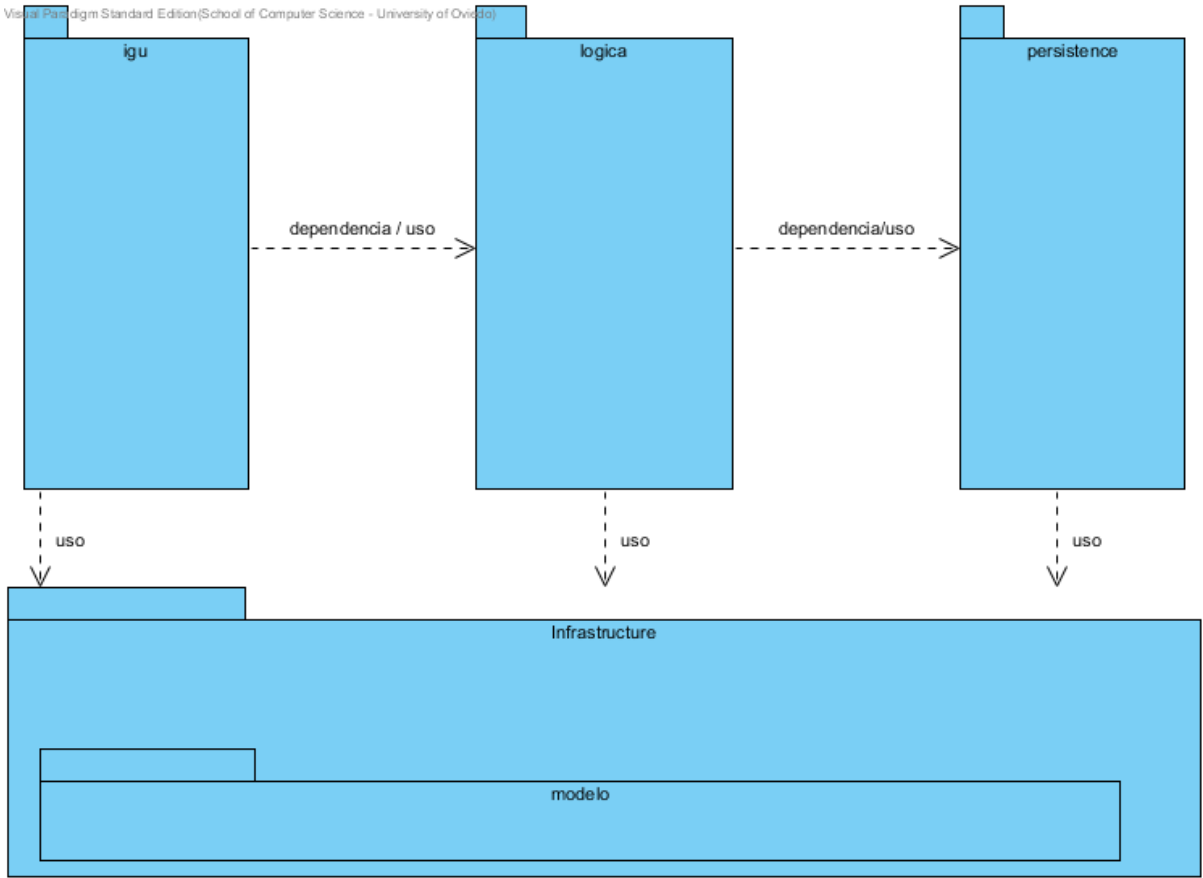 Visual Paradigm Standard Edition(School of Computer Science - University of Oviedo)
igu
logica
persistence
dependencia / uso
dependencia/uso
uso
uso
uso
Infrastructure
modelo